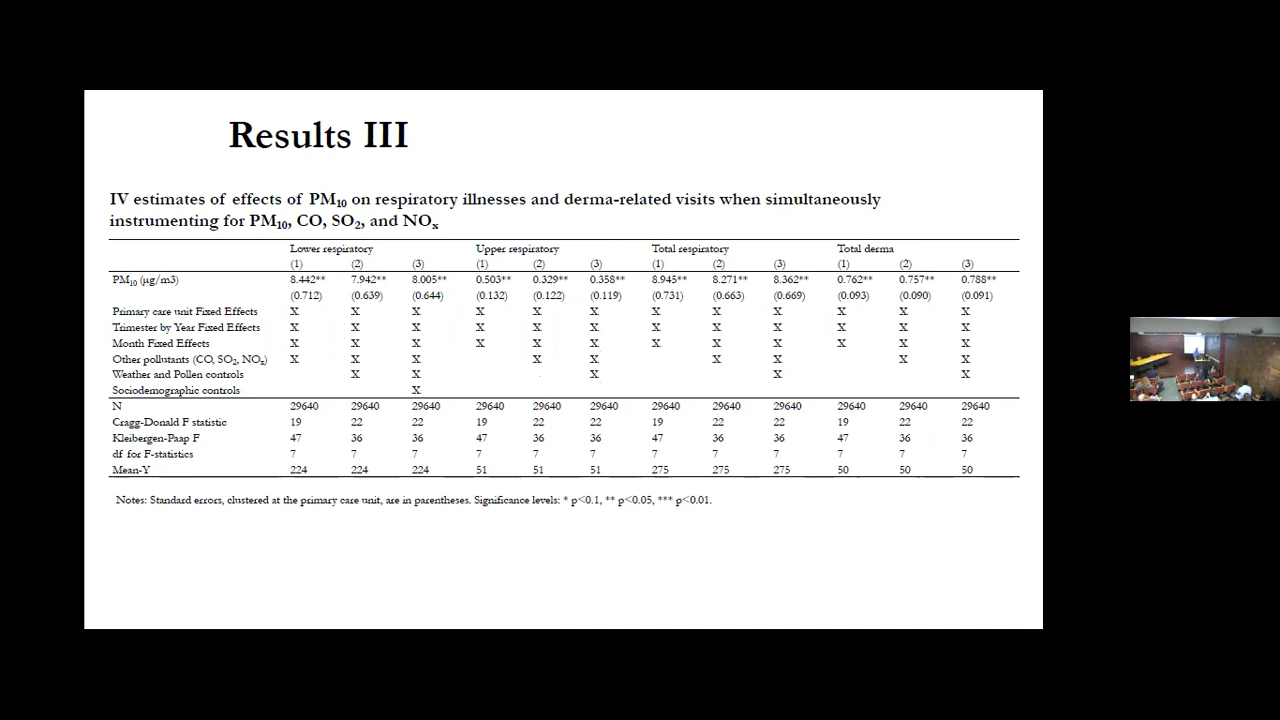 Results III
IV estimates of effects of PM10 on respiratory illnesses and derma-related visits when simultaneously
instrumenting for PM10, CO, SO2, and NOx
Lower respiratory Upper respiratory Total respiratory Total derma
(1) (2) (3) (1) (2) (3) (1) (2) (3) (1) (2) (3)
PM10 (μg/m3) 8.442** 7.942** 8.005** 0.503** 0.329** 0.358** 8.945** 8.271** 8.362** 0.762** 0.757** 0.788**
(0.712) (0.639) (0.644) (0.132) (0.122) (0.119) (0.731) (0.663) (0.669) (0.093) (0.090) (0.091)
Primary care unit Fixed Effects X X X X X X X X X X X X
Trimester by Year Fixed Effects X X X X X X X X X X X X
Month Fixed Effects X X X X X X X X X X X X
Other pollutants (CO, SO2, NOx) X X X X X X X X X
Weather and Pollen controls X X X X X
Sociodemographic controls X
N 29640 29640 29640 29640 29640 29640 29640 29640 29640 29640 29640 29640
Cragg-Donald F statistic 19 22 22 19 22 22 19 22 22 19 22 22
Kleibergen-Paap F 47 36 36 47 36 36 47 36 36 47 36 36
df for F-statistics 7 7 7 7 7 7 7 7 7 7 7 7
Mean-Y 224 224 224 51 51 51 275 275 275 50 50 50
Notes: Standard errors, clustered at the primary care unit, are in parentheses. Significance levels: * p<0.1, ** p<0.05, *** p<0.01.